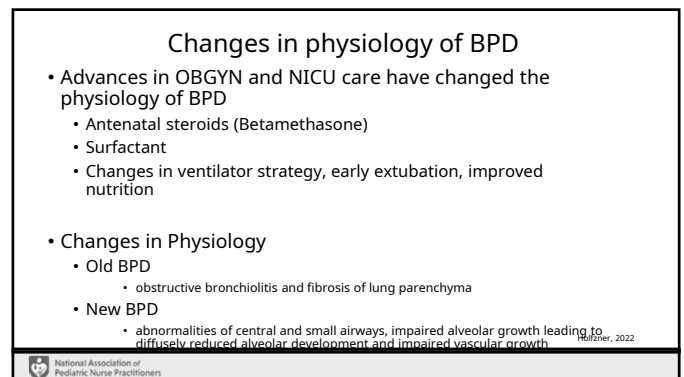 Changes in physiology of BPD
• Advances in OBGYN and NICU care have changed the
physiology of BPD
• Antenatal steroids (Betamethasone)
• Surfactant
• Changes in ventilator strategy, early extubation, improved
nutrition
• Changes in Physiology
• Old BPD
• obstructive bronchiolitis and fibrosis of lung parenchyma
• New BPD
• abnormalities of central and small airways, impaired alveolar growth leading to
diffusely reduced alveolar development and impaired vascular growth
Holfzner, 2022
National Association of
Pediatric Nurse Practitioners